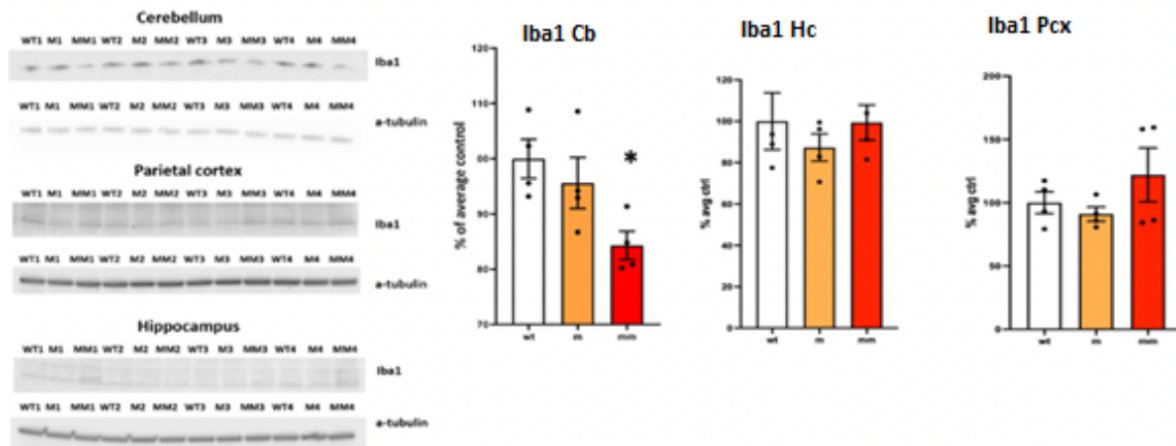 Cerebellum
WT1 M1 MM1 WT2 M2 MM2 WT3 M3 MM3 WT4 M4 MM4
Iba1
WT1 M1 MM1 WT2 M2 MM2 WT3 M3 MM3 WT4 M4 MM4
a-tubulin
Parietal cortex
WT1 M1 MM1 WT2 M2 MM2 WT3 M3 MM3 WT4 M4 MM4
Iba1
WT1 M1 MM1 WT2 M2 MM2 WT3 M3 MM3 WT4 M4 MM4
a-tubulin
Hippocampus
WT1 M1 MM1 WT2 M2 MM2 WT3 M3 MM3 WT4 M4 MM4
Iba1
WT1 M1 MM1 WT2 M2 MM2 WT3 M3 MM3 WT4 M4 MM4
a-tubulin
Iba1 Cb
% of average control
120
110
90
80
70
*
wt m mm
Iba1 Hc
% avg ctrl
120
100
80
60
40
20
0
wt m mm
Iba1 Pcx
% avg ctrl
200
150
100
50
0
wt m mm